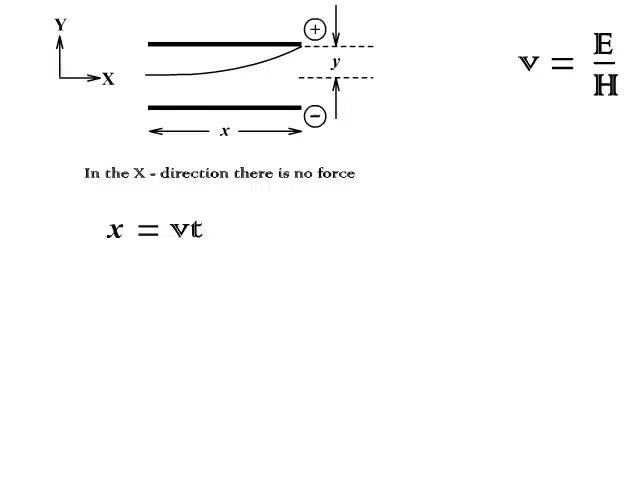 Y
X
+
y
−
x
v = E/H
In the X - direction there is no force
x = vt